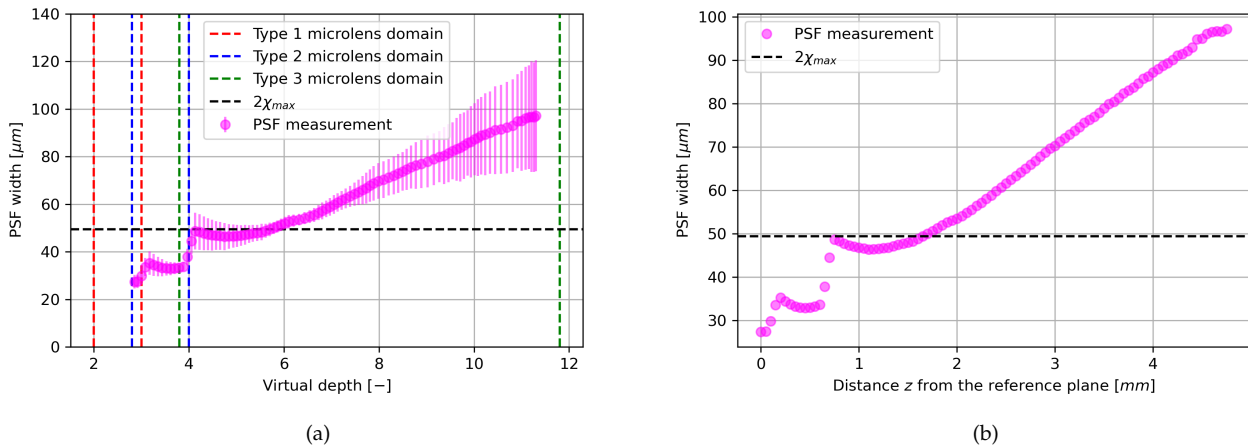 140
120
100
80
60
40
20
0
PSF width [μm]
Type 1 microlens domain
Type 2 microlens domain
Type 3 microlens domain
2χmax
PSF measurement
2 4 6 8 10 12
Virtual depth [−]
(a)
100
90
80
70
60
50
40
30
PSF width [μm]
PSF measurement
2χmax
0 1 2 3 4
Distance z from the reference plane [mm]
(b)